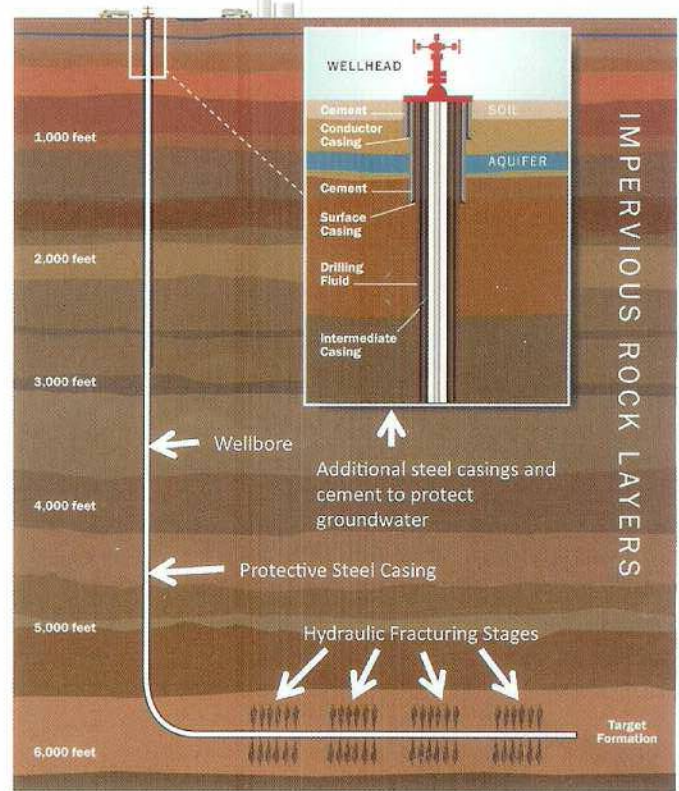 WELLHEAD
Cement
SOIL
Conductor
Casing
AQUIFER
Cement
Surface
Casing
Drilling
Fluid
Intermediate
Casing
1,000 feet
2,000 feet
3,000 feet
4,000 feet
5,000 feet
6,000 feet
IMPERVIOUS ROCK LAYERS
Wellbore
Additional steel casings and
cement to protect
groundwater
Protective Steel Casing
Hydraulic Fracturing Stages
Target
Formation